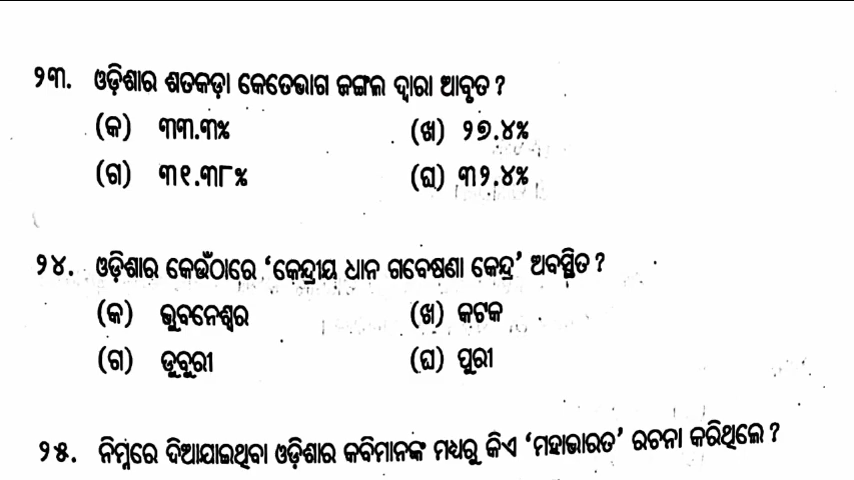 ୨୩. ଓଡ଼ିଶାର ଶତକଡ଼ା କେତେଭାଗ ଜଙ୍ଗଲ ଦ୍ୱାରା ଆବୃତ ?
(କ) ୩୩.୩% (ଖ) ୨୭.୪%
(ଗ) ୩୧.୩୮% (ଘ) ୩୨.୪%
୨୪. ଓଡ଼ିଶାର କେଉଁଠାରେ ‘କେନ୍ଦ୍ରୀୟ ଧାନ ଗବେଷଣା କେନ୍ଦ୍ର’ ଅବସ୍ଥିତ ?
(କ) ଭୁବନେଶ୍ୱର (ଖ) କଟକ
(ଗ) ଡୁବୁରୀ (ଘ) ପୁରୀ
୨୫. ନିମ୍ନରେ ଦିଆଯାଇଥିବା ଓଡ଼ିଶାର କବିମାନଙ୍କ ମଧ୍ୟରୁ କିଏ ‘ମହାଭାରତ’ ରଚନା କରିଥିଲେ ?